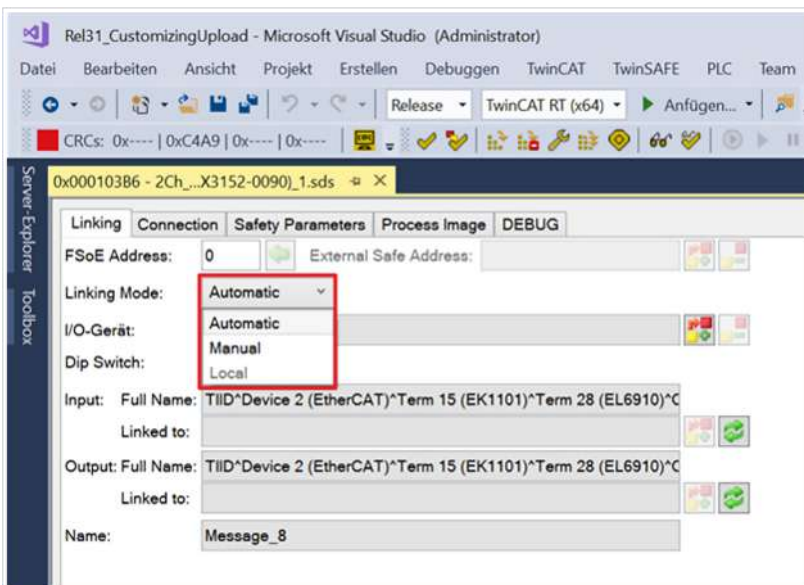 Rel31_CustomizingUpload - Microsoft Visual Studio (Administrator)
Datei Bearbeiten Ansicht Projekt Erstellen Debuggen TwinCAT TwinSAFE PLC Team
Release TwinCAT RT (x64) Anfügen...
CRCs: 0x---- | 0xC4A9 | 0x---- | 0x----
Server-Explorer Toolbox
0x000103B6 - 2Ch_...X3152-0090)_1.sds
Linking Connection Safety Parameters Process Image DEBUG
FSoE Address: 0 External Safe Address:
Linking Mode: Automatic
I/O-Gerät: Automatic
Manual
Dip Switch:
Local
Input: Full Name: TIID^Device 2 (EtherCAT)^Term 15 (EK1101)^Term 28 (EL6910)^C
Linked to:
Output: Full Name: TIID^Device 2 (EtherCAT)^Term 15 (EK1101)^Term 28 (EL6910)^C
Linked to:
Name: Message_8